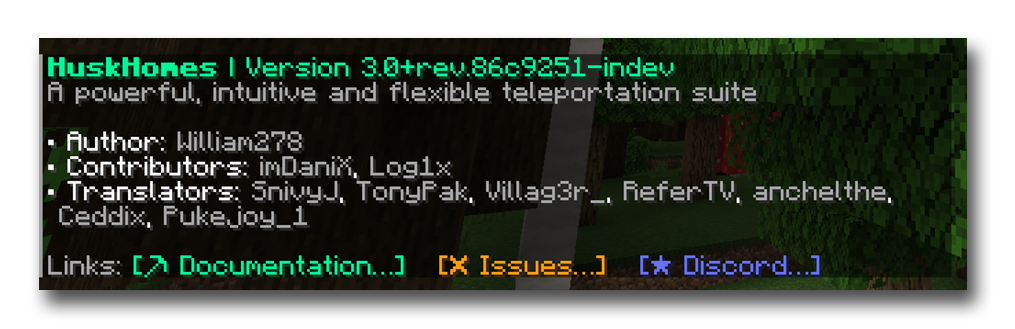 HuskHomes | Version 3.0+rev.86c9251-indev
A powerful, intuitive and flexible teleportation suite
• Author: William278
• Contributors: imDaniX, Log1x
• Translators: SnivyJ, TonyPak, Villag3r_, ReferTV, anchelthe,
Ceddix, Pukejoy_1
Links: [⛏ Documentation...] [❌ Issues...] [⭐ Discord...]